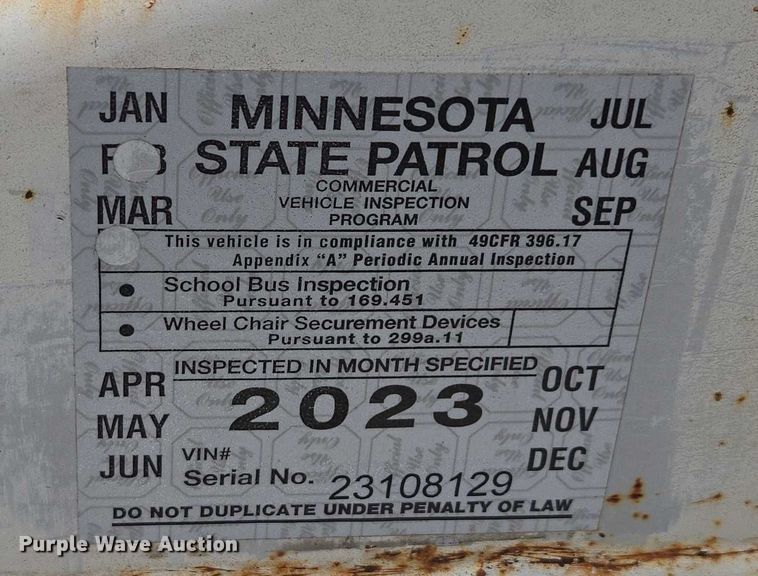 JAN MINNESOTA JUL
STATE PATROL AUG
COMMERCIAL
MAR VEHICLE INSPECTION SEP
PROGRAM
This vehicle is in compliance with 49CFR 396.17
Appendix "A" Periodic Annual Inspection
• School Bus Inspection
Pursuant to 169.451
• Wheel Chair Securement Devices
Pursuant to 299a.11
INSPECTED IN MONTH SPECIFIED
APR 2023 OCT
MAY NOV
JUN VIN# DEC
Serial No. 23108129
DO NOT DUPLICATE UNDER PENALTY OF LAW
Purple Wave Auction